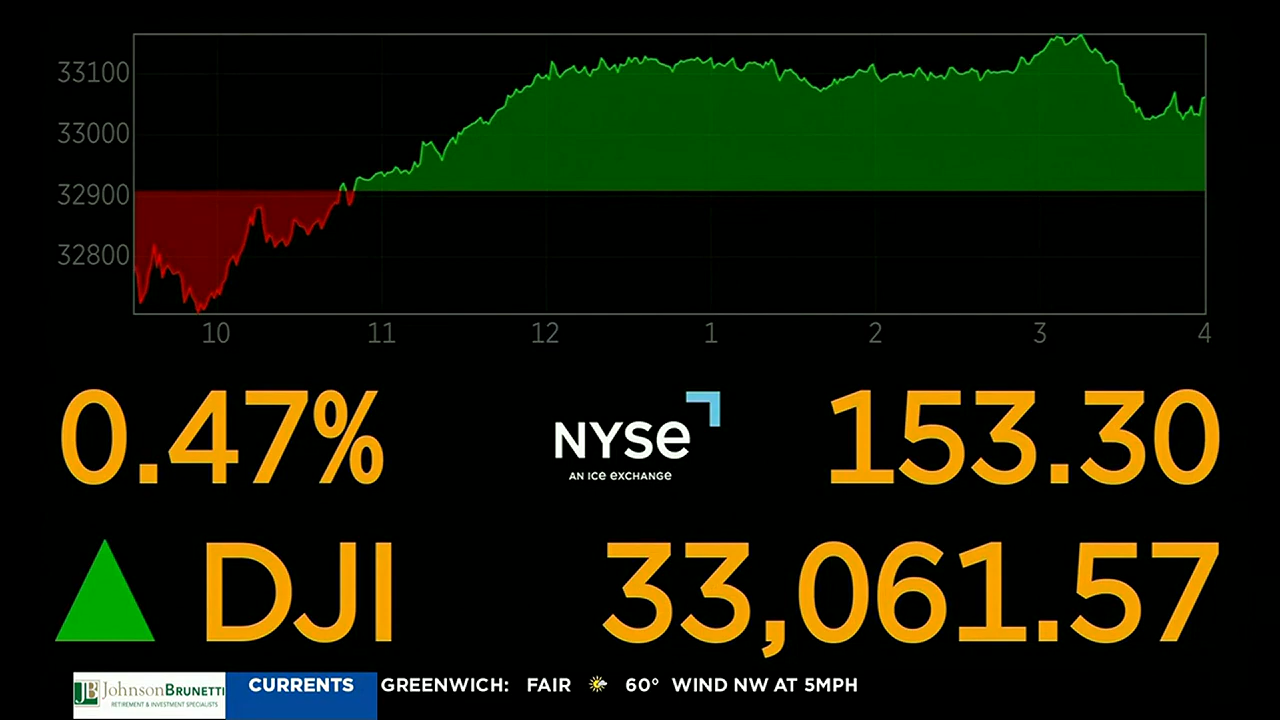 33100
33000
32900
32800
10 11 12 1 2 3 4
0.47% NYSE 153.30
AN ICE EXCHANGE
DJI 33,061.57
JB JohnsonBRUNETTI
RETIREMENT & INVESTMENT SPECIALISTS
CURRENTS GREENWICH: FAIR 60° WIND NW AT 5MPH